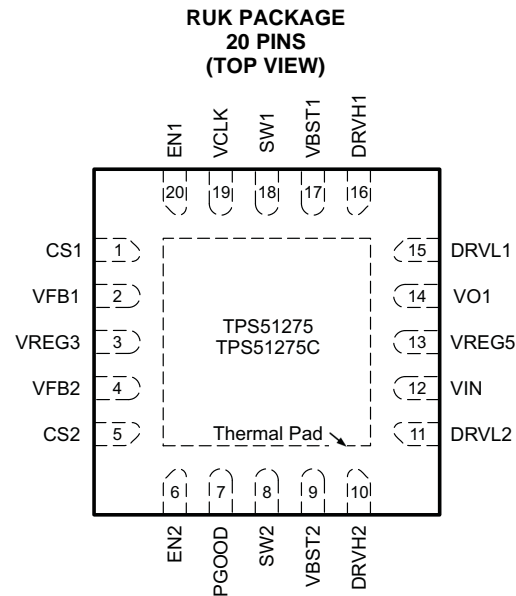 RUK PACKAGE
20 PINS
(TOP VIEW)
EN1
VCLK
SW1
VBST1
DRVH1
20
19
18
17
16
CS1 1
15 DRVL1
VFB1 2
14 VO1
VREG3 3
13 VREG5
VFB2 4
12 VIN
CS2 5
11 DRVL2
TPS51275
TPS51275C
Thermal Pad
6
7
8
9
10
EN2
PGOOD
SW2
VBST2
DRVH2